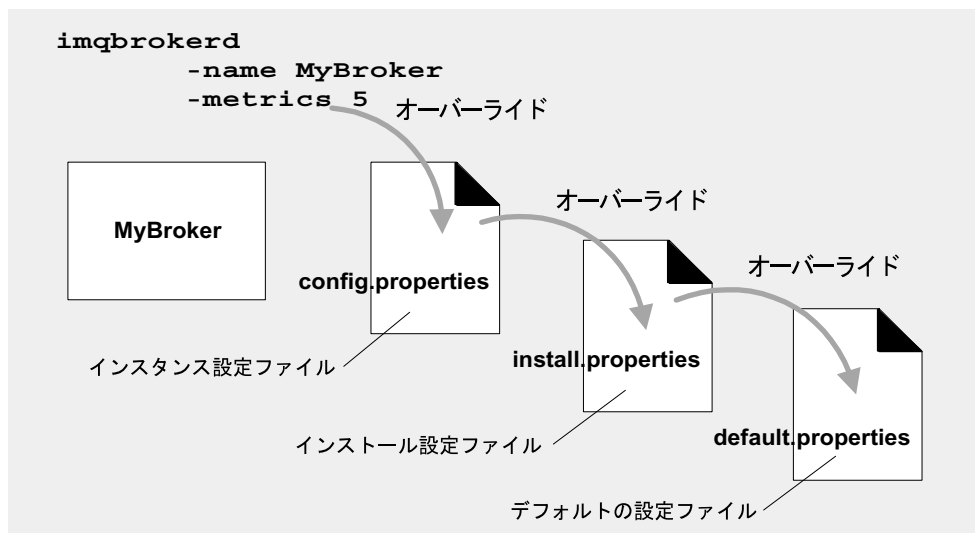 imqbrokerd
-name MyBroker
-metrics 5
オーバーライド
オーバーライド
MyBroker
オーバーライド
config.properties
インスタンス設定ファイル
install.properties
インストール設定ファイル
default.properties
デフォルトの設定ファイル